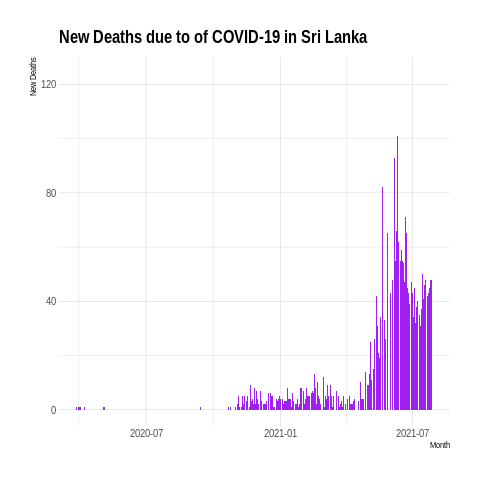 New Deaths due to of COVID-19 in Sri Lanka
New Deaths
120
80
40
0
2020-07 2021-01 2021-07
Month